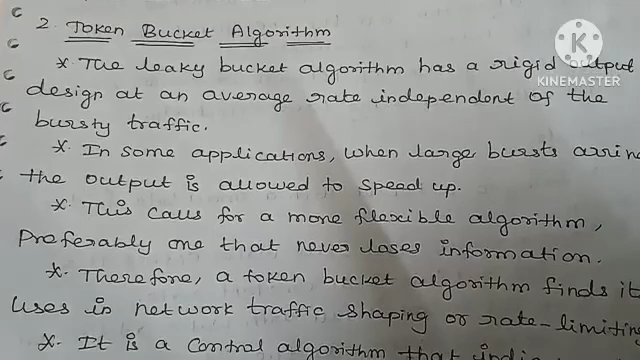 2. Token Bucket Algorithm
* The leaky bucket algorithm has a rigid output
design at an average rate independent of the
bursty traffic.
* In some applications, when large bursts arrive
the output is allowed to speed up.
* This calls for a more flexible algorithm,
Preferably one that never loses information.
* Therefore, a token bucket algorithm finds it
uses in network traffic shaping or rate-limiting
* It is a control algorithm that
K
KINEMASTER